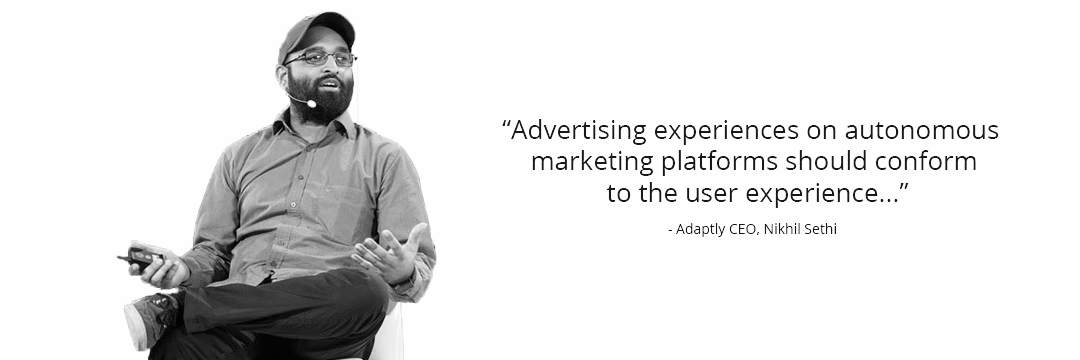 “Advertising experiences on autonomous
marketing platforms should conform
to the user experience...”
- Adaptly CEO, Nikhil Sethi